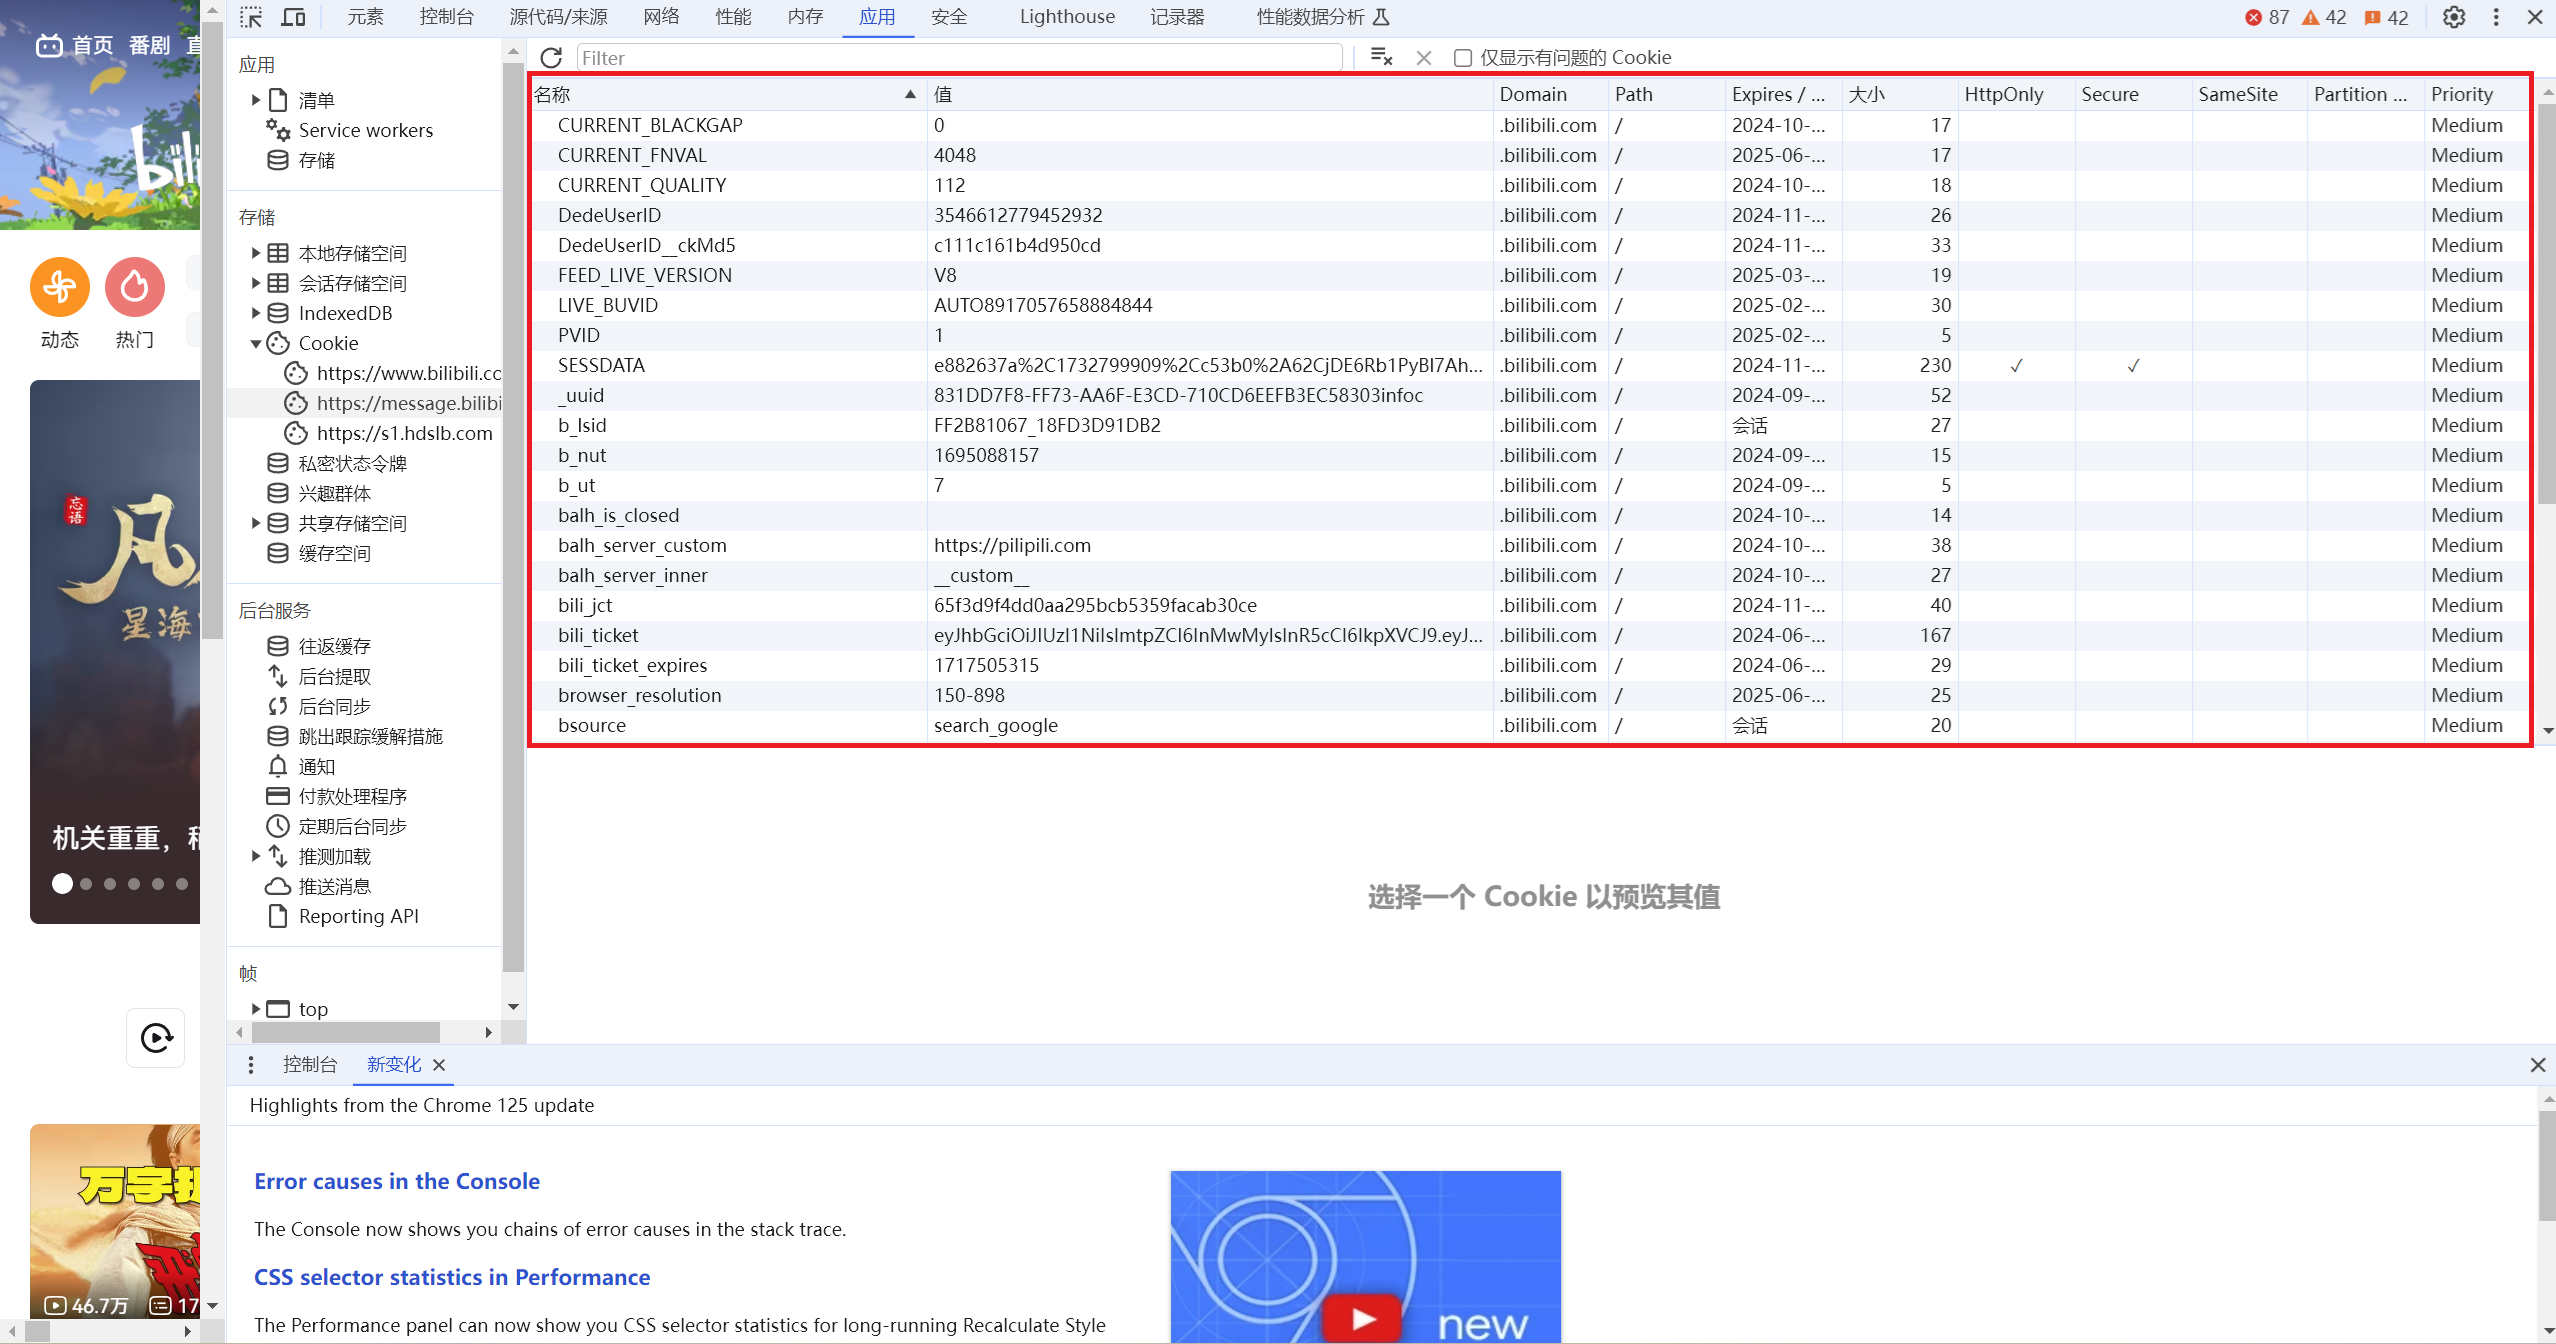 首页 番剧
bili
动态 热门
忘语
凡
星海
机关重重，
万字
46.7万 17
元素 控制台 源代码/来源 网络 性能 内存 应用 安全 Lighthouse 记录器 性能数据分析 87 42 42
应用
清单
Service workers
存储
存储
本地存储空间
会话存储空间
IndexedDB
Cookie
https://www.bilibili.co
https://message.bilibi
https://s1.hdslb.com
私密状态令牌
兴趣群体
共享存储空间
缓存空间
后台服务
往返缓存
后台提取
后台同步
跳出跟踪缓解措施
通知
付款处理程序
定期后台同步
推测加载
推送消息
Reporting API
帧
top
Filter 仅显示有问题的 Cookie
名称 值 Domain Path Expires / ... 大小 HttpOnly Secure SameSite Partition ... Priority
CURRENT_BLACKGAP 0 .bilibili.com / 2024-10-... 17 Medium
CURRENT_FNVAL 4048 .bilibili.com / 2025-06-... 17 Medium
CURRENT_QUALITY 112 .bilibili.com / 2024-10-... 18 Medium
DedeUserID 3546612779452932 .bilibili.com / 2024-11-... 26 Medium
DedeUserID__ckMd5 c111c161b4d950cd .bilibili.com / 2024-11-... 33 Medium
FEED_LIVE_VERSION V8 .bilibili.com / 2025-03-... 19 Medium
LIVE_BUVID AUTO8917057658884844 .bilibili.com / 2025-02-... 30 Medium
PVID 1 .bilibili.com / 2025-02-... 5 Medium
SESSDATA e882637a%2C1732799909%2Cc53b0%2A62CjDE6Rb1PyBl7Ah... .bilibili.com / 2024-11-... 230 ✓ ✓ Medium
_uuid 831DD7F8-FF73-AA6F-E3CD-710CD6EEFB3EC58303infoc .bilibili.com / 2024-09-... 52 Medium
b_lsid FF2B81067_18FD3D91DB2 .bilibili.com / 会话 27 Medium
b_nut 1695088157 .bilibili.com / 2024-09-... 15 Medium
b_ut 7 .bilibili.com / 2024-09-... 5 Medium
balh_is_closed .bilibili.com / 2024-10-... 14 Medium
balh_server_custom https://pilipili.com .bilibili.com / 2024-10-... 38 Medium
balh_server_inner __custom__ .bilibili.com / 2024-10-... 27 Medium
bili_jct 65f3d9f4dd0aa295bcb5359facab30ce .bilibili.com / 2024-11-... 40 Medium
bili_ticket eyJhbGciOiJIUzI1NiIsImtpZCI6InMwMyIsInR5cCI6IkpXVCJ9.eyJ... .bilibili.com / 2024-06-... 167 Medium
bili_ticket_expires 1717505315 .bilibili.com / 2024-06-... 29 Medium
browser_resolution 150-898 .bilibili.com / 2025-06-... 25 Medium
bsource search_google .bilibili.com / 会话 20 Medium
选择一个 Cookie 以预览其值
控制台 新变化
Highlights from the Chrome 125 update
Error causes in the Console
The Console now shows you chains of error causes in the stack trace.
CSS selector statistics in Performance
The Performance panel can now show you CSS selector statistics for long-running Recalculate Style
new